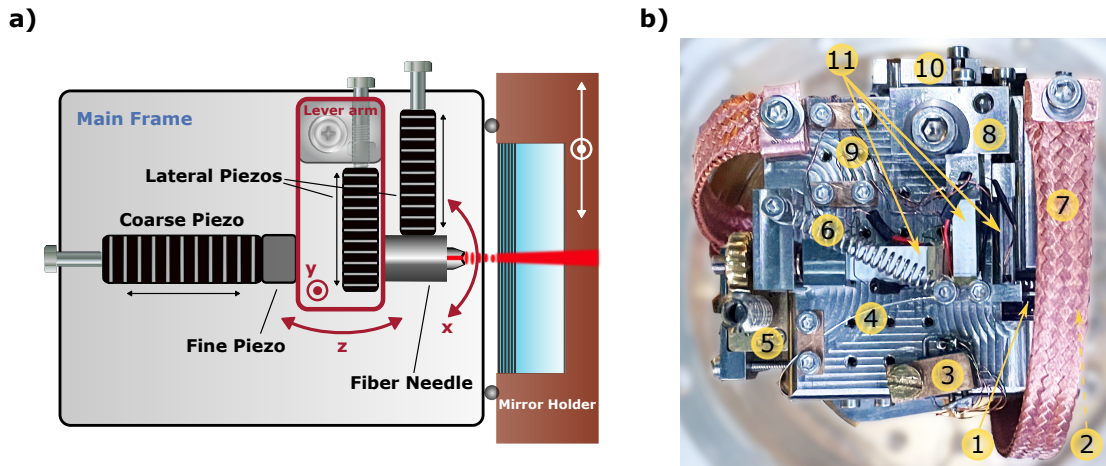 a)
Main Frame
Lever arm
Lateral Piezos
Coarse Piezo
y
x
z
Fine Piezo
Fiber Needle
Mirror Holder
b)
11
10
9
8
7
6
5
4
3
1
2